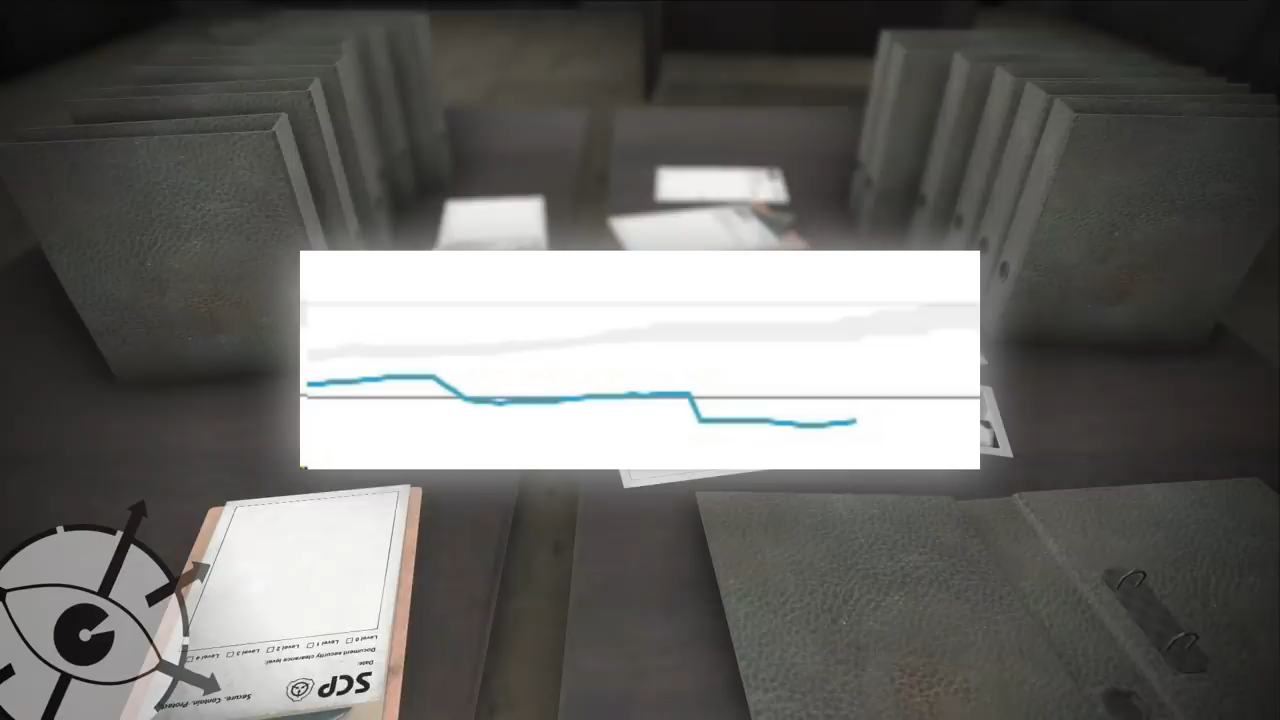 SCP
Secure. Contain. Protect.
Date:
Document security clearance level:
Level 0 Level 1 Level 2 Level 3 Level 4